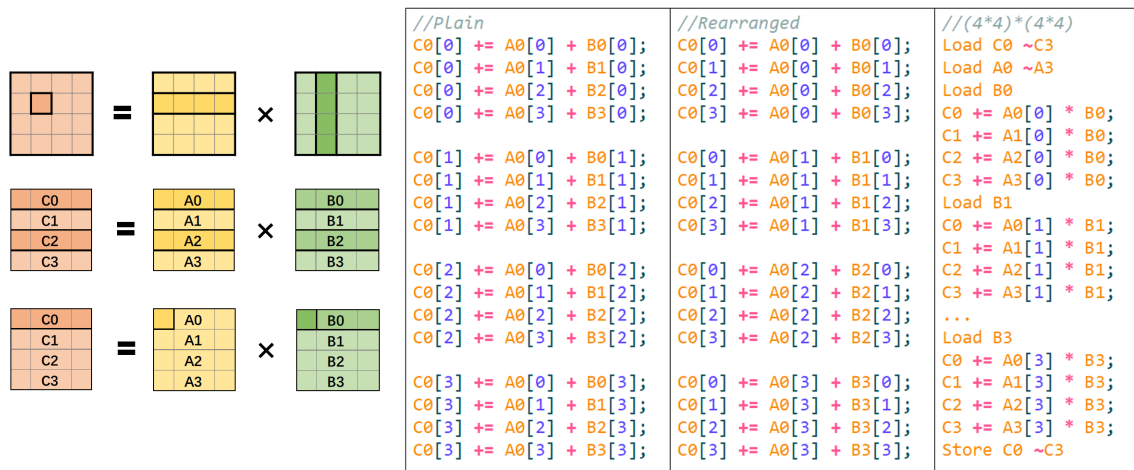 =
×
C0
C1
C2
C3
=
A0
A1
A2
A3
×
B0
B1
B2
B3
C0
C1
C2
C3
=
A0
A1
A2
A3
×
B0
B1
B2
B3
//Plain
C0[0] += A0[0] + B0[0];
C0[0] += A0[1] + B1[0];
C0[0] += A0[2] + B2[0];
C0[0] += A0[3] + B3[0];
C0[1] += A0[0] + B0[1];
C0[1] += A0[1] + B1[1];
C0[1] += A0[2] + B2[1];
C0[1] += A0[3] + B3[1];
C0[2] += A0[0] + B0[2];
C0[2] += A0[1] + B1[2];
C0[2] += A0[2] + B2[2];
C0[2] += A0[3] + B3[2];
C0[3] += A0[0] + B0[3];
C0[3] += A0[1] + B1[3];
C0[3] += A0[2] + B2[3];
C0[3] += A0[3] + B3[3];
//Rearranged
C0[0] += A0[0] + B0[0];
C0[1] += A0[0] + B0[1];
C0[2] += A0[0] + B0[2];
C0[3] += A0[0] + B0[3];
C0[0] += A0[1] + B1[0];
C0[1] += A0[1] + B1[1];
C0[2] += A0[1] + B1[2];
C0[3] += A0[1] + B1[3];
C0[0] += A0[2] + B2[0];
C0[1] += A0[2] + B2[1];
C0[2] += A0[2] + B2[2];
C0[3] += A0[2] + B2[3];
C0[0] += A0[3] + B3[0];
C0[1] += A0[3] + B3[1];
C0[2] += A0[3] + B3[2];
C0[3] += A0[3] + B3[3];
//(4*4)*(4*4)
Load C0 ~C3
Load A0 ~A3
Load B0
C0 += A0[0] * B0;
C1 += A1[0] * B0;
C2 += A2[0] * B0;
C3 += A3[0] * B0;
Load B1
C0 += A0[1] * B1;
C1 += A1[1] * B1;
C2 += A2[1] * B1;
C3 += A3[1] * B1;
...
Load B3
C0 += A0[3] * B3;
C1 += A1[3] * B3;
C2 += A2[3] * B3;
C3 += A3[3] * B3;
Store C0 ~C3